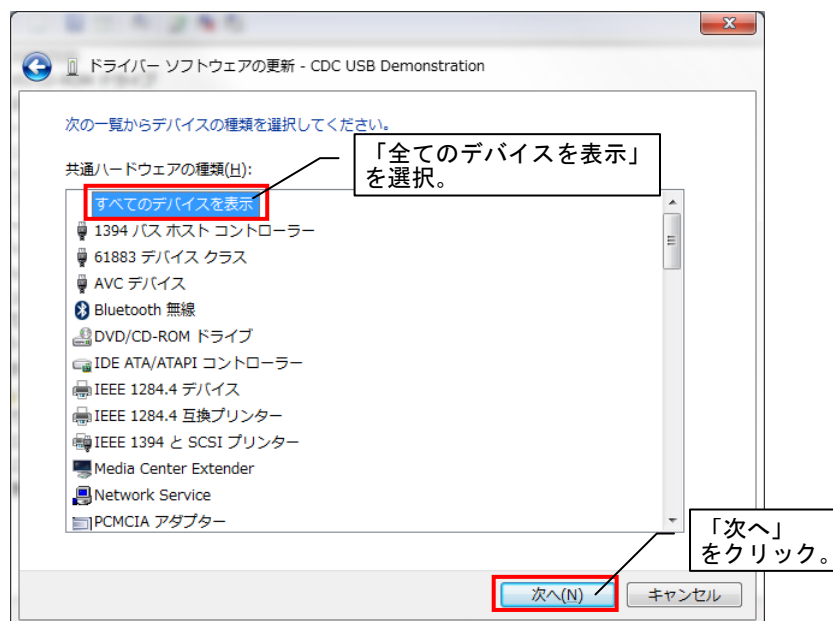 ドライバー ソフトウェアの更新 - CDC USB Demonstration
次の一覧からデバイスの種類を選択してください。
「全てのデバイスを表示」
を選択。
共通ハードウェアの種類(H):
すべてのデバイスを表示
1394 バス ホスト コントローラー
61883 デバイス クラス
AVC デバイス
Bluetooth 無線
DVD/CD-ROM ドライブ
IDE ATA/ATAPI コントローラー
IEEE 1284.4 デバイス
IEEE 1284.4 互換プリンター
IEEE 1394 と SCSI プリンター
Media Center Extender
Network Service
PCMCIA アダプター
「次へ」
をクリック。
次へ(N)
キャンセル